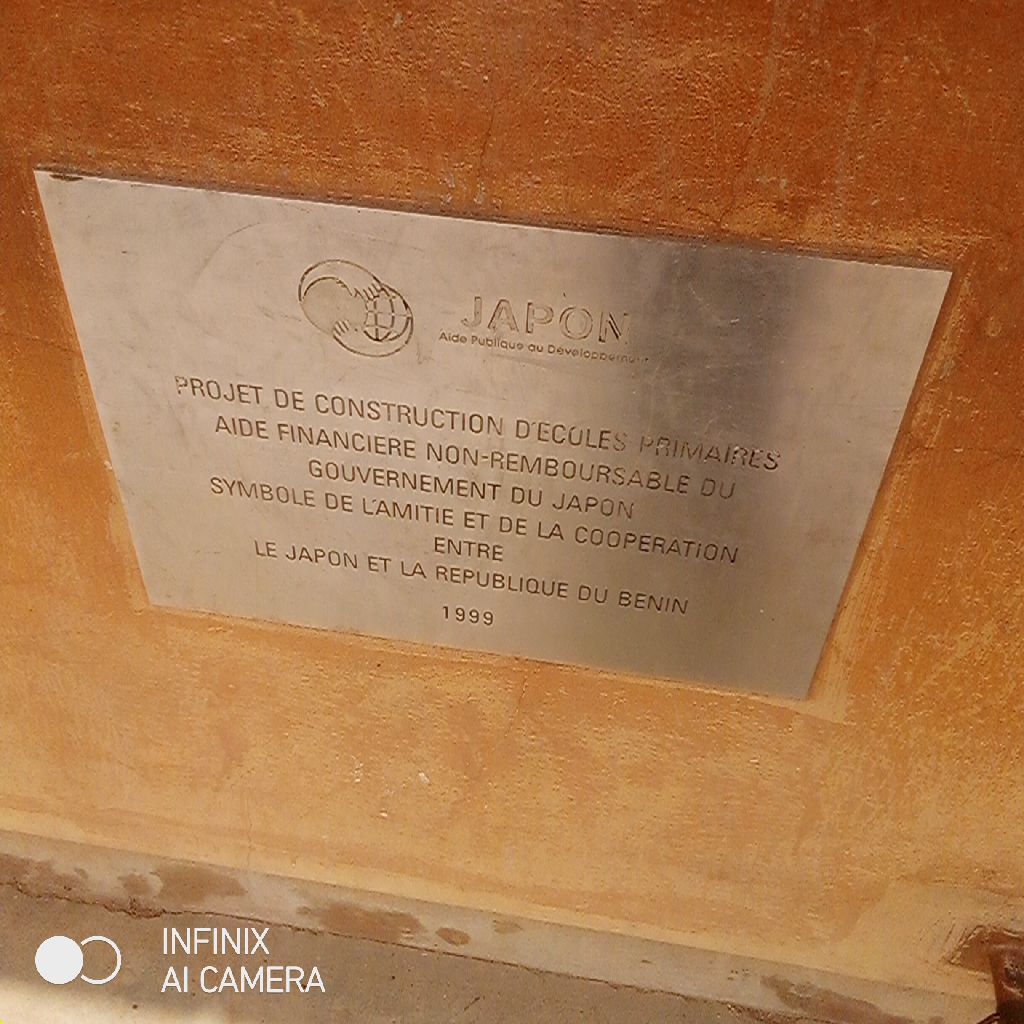 JAPON
Aide Publique au Développement
PROJET DE CONSTRUCTION D'ECOLES PRIMAIRES
AIDE FINANCIERE NON-REMBOURSABLE DU
GOUVERNEMENT DU JAPON
SYMBOLE DE L'AMITIE ET DE LA COOPERATION
ENTRE
LE JAPON ET LA REPUBLIQUE DU BENIN
1999
INFINIX
AI CAMERA